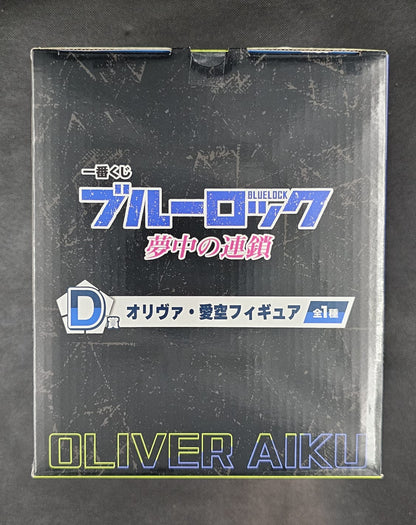 一番くじ
BLUELOCK
ブルーロック
夢中の連鎖
D賞 オリヴァ・愛空フィギュア 全1種
OLIVER AIKU